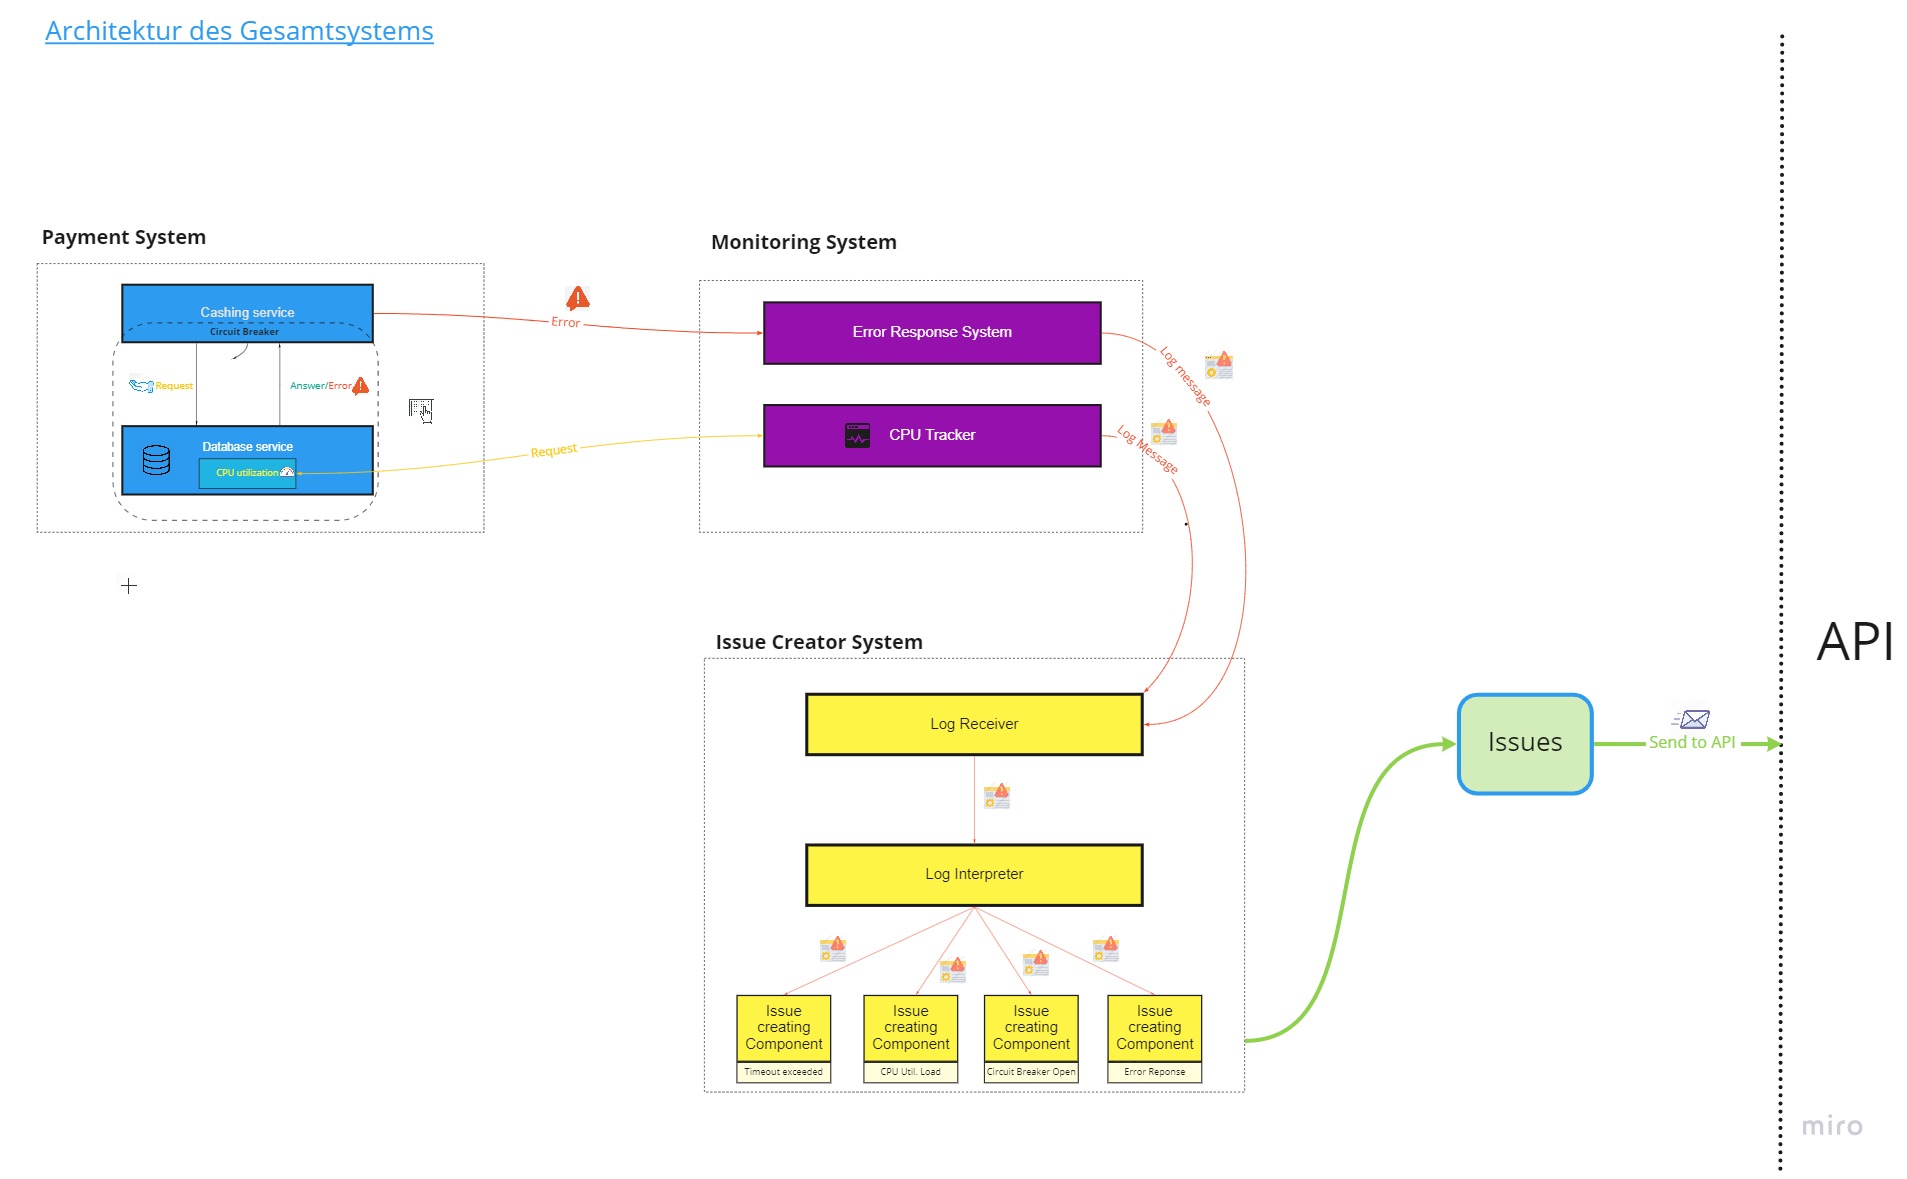 Architektur des Gesamtsystems
Payment System
Cashing service
Circuit Breaker
Request
Answer/Error
Database service
CPU utilization
Error
Request
Monitoring System
Error Response System
CPU Tracker
Log message
Log Message
Issue Creator System
Log Receiver
Log Interpreter
Issue
creating
Component
Timeout exceeded
Issue
creating
Component
CPU Util. Load
Issue
creating
Component
Circuit Breaker Open
Issue
creating
Component
Error Reponse
Issues
Send to API
API
miro